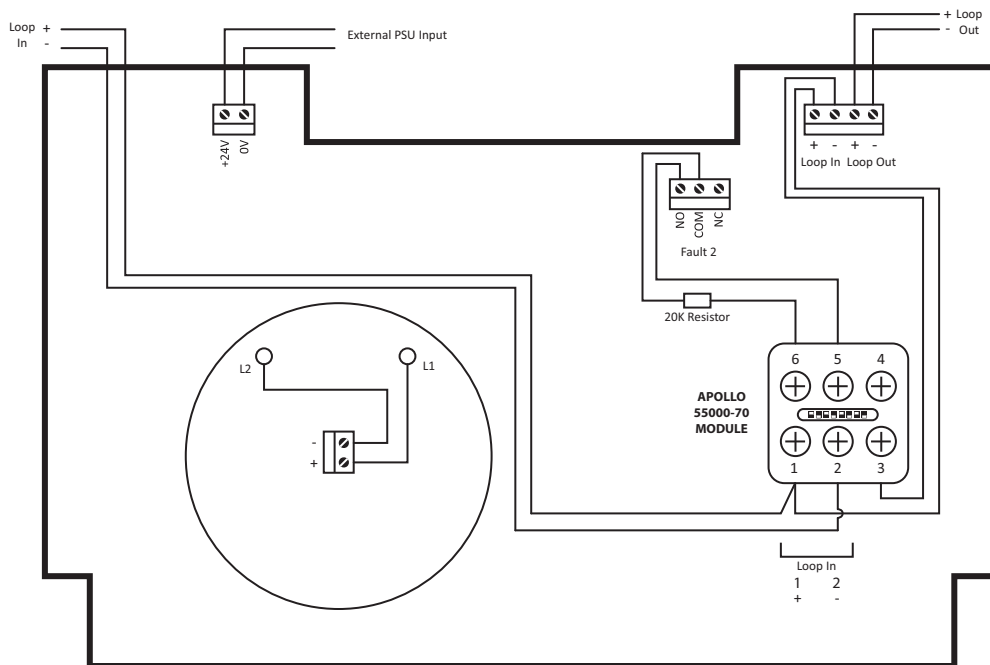 Loop +
In -
External PSU Input
+ Loop
- Out
+24V
0V
+ - + -
Loop In Loop Out
NO
COM
NC
Fault 2
20K Resistor
L2
L1
-
+
6 5 4
APOLLO
55000-70
MODULE
1 2 3
Loop In
1 2
+ -